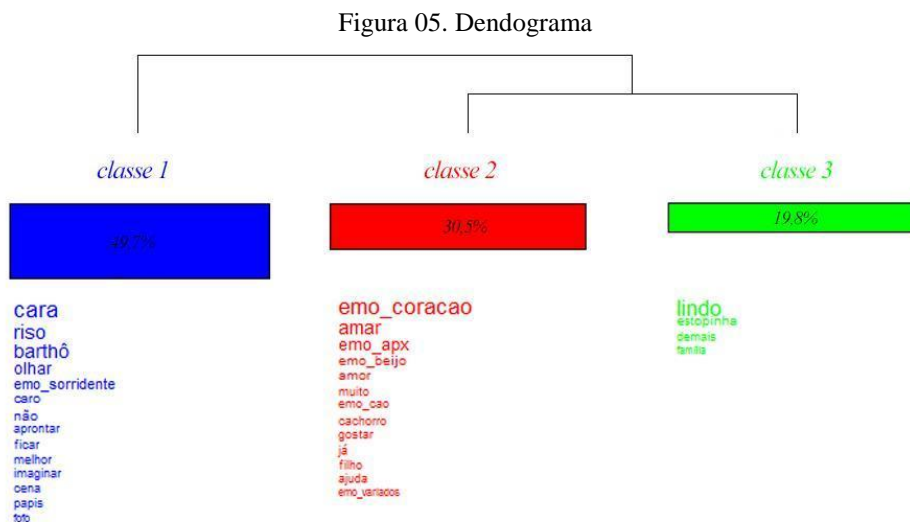 Figura 05. Dendograma
classe 1
classe 2
classe 3
49,7%
30,5%
19,8%
cara
riso
barthô
olhar
emo_sorridente
caro
não
aprontar
ficar
melhor
imaginar
cena
papis
fofo
emo_coracao
amar
emo_apx
emo_beijo
amor
muito
emo_cao
cachorro
gostar
já
filho
ajuda
emo_variados
lindo
estopinha
demais
família